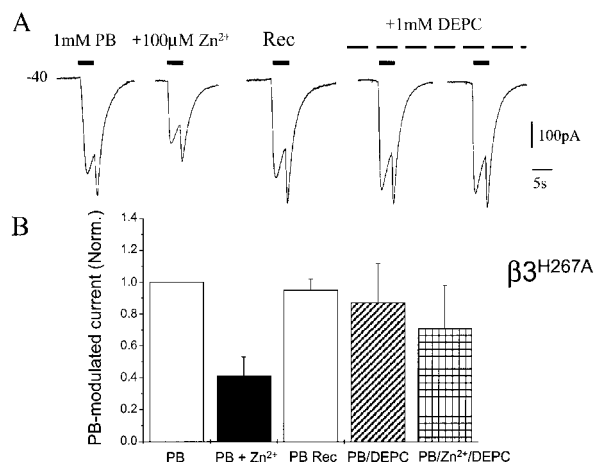 A
1mM PB +100μM Zn²⁺ Rec +1mM DEPC
-40
100pA
5s
B
PB-modulated current (Norm.)
1.4
1.2
1.0
0.8
0.6
0.4
0.2
0.0
β3ᴴ²⁶⁷ᴬ
PB PB + Zn²⁺ PB Rec PB/DEPC PB/Zn²⁺/DEPC